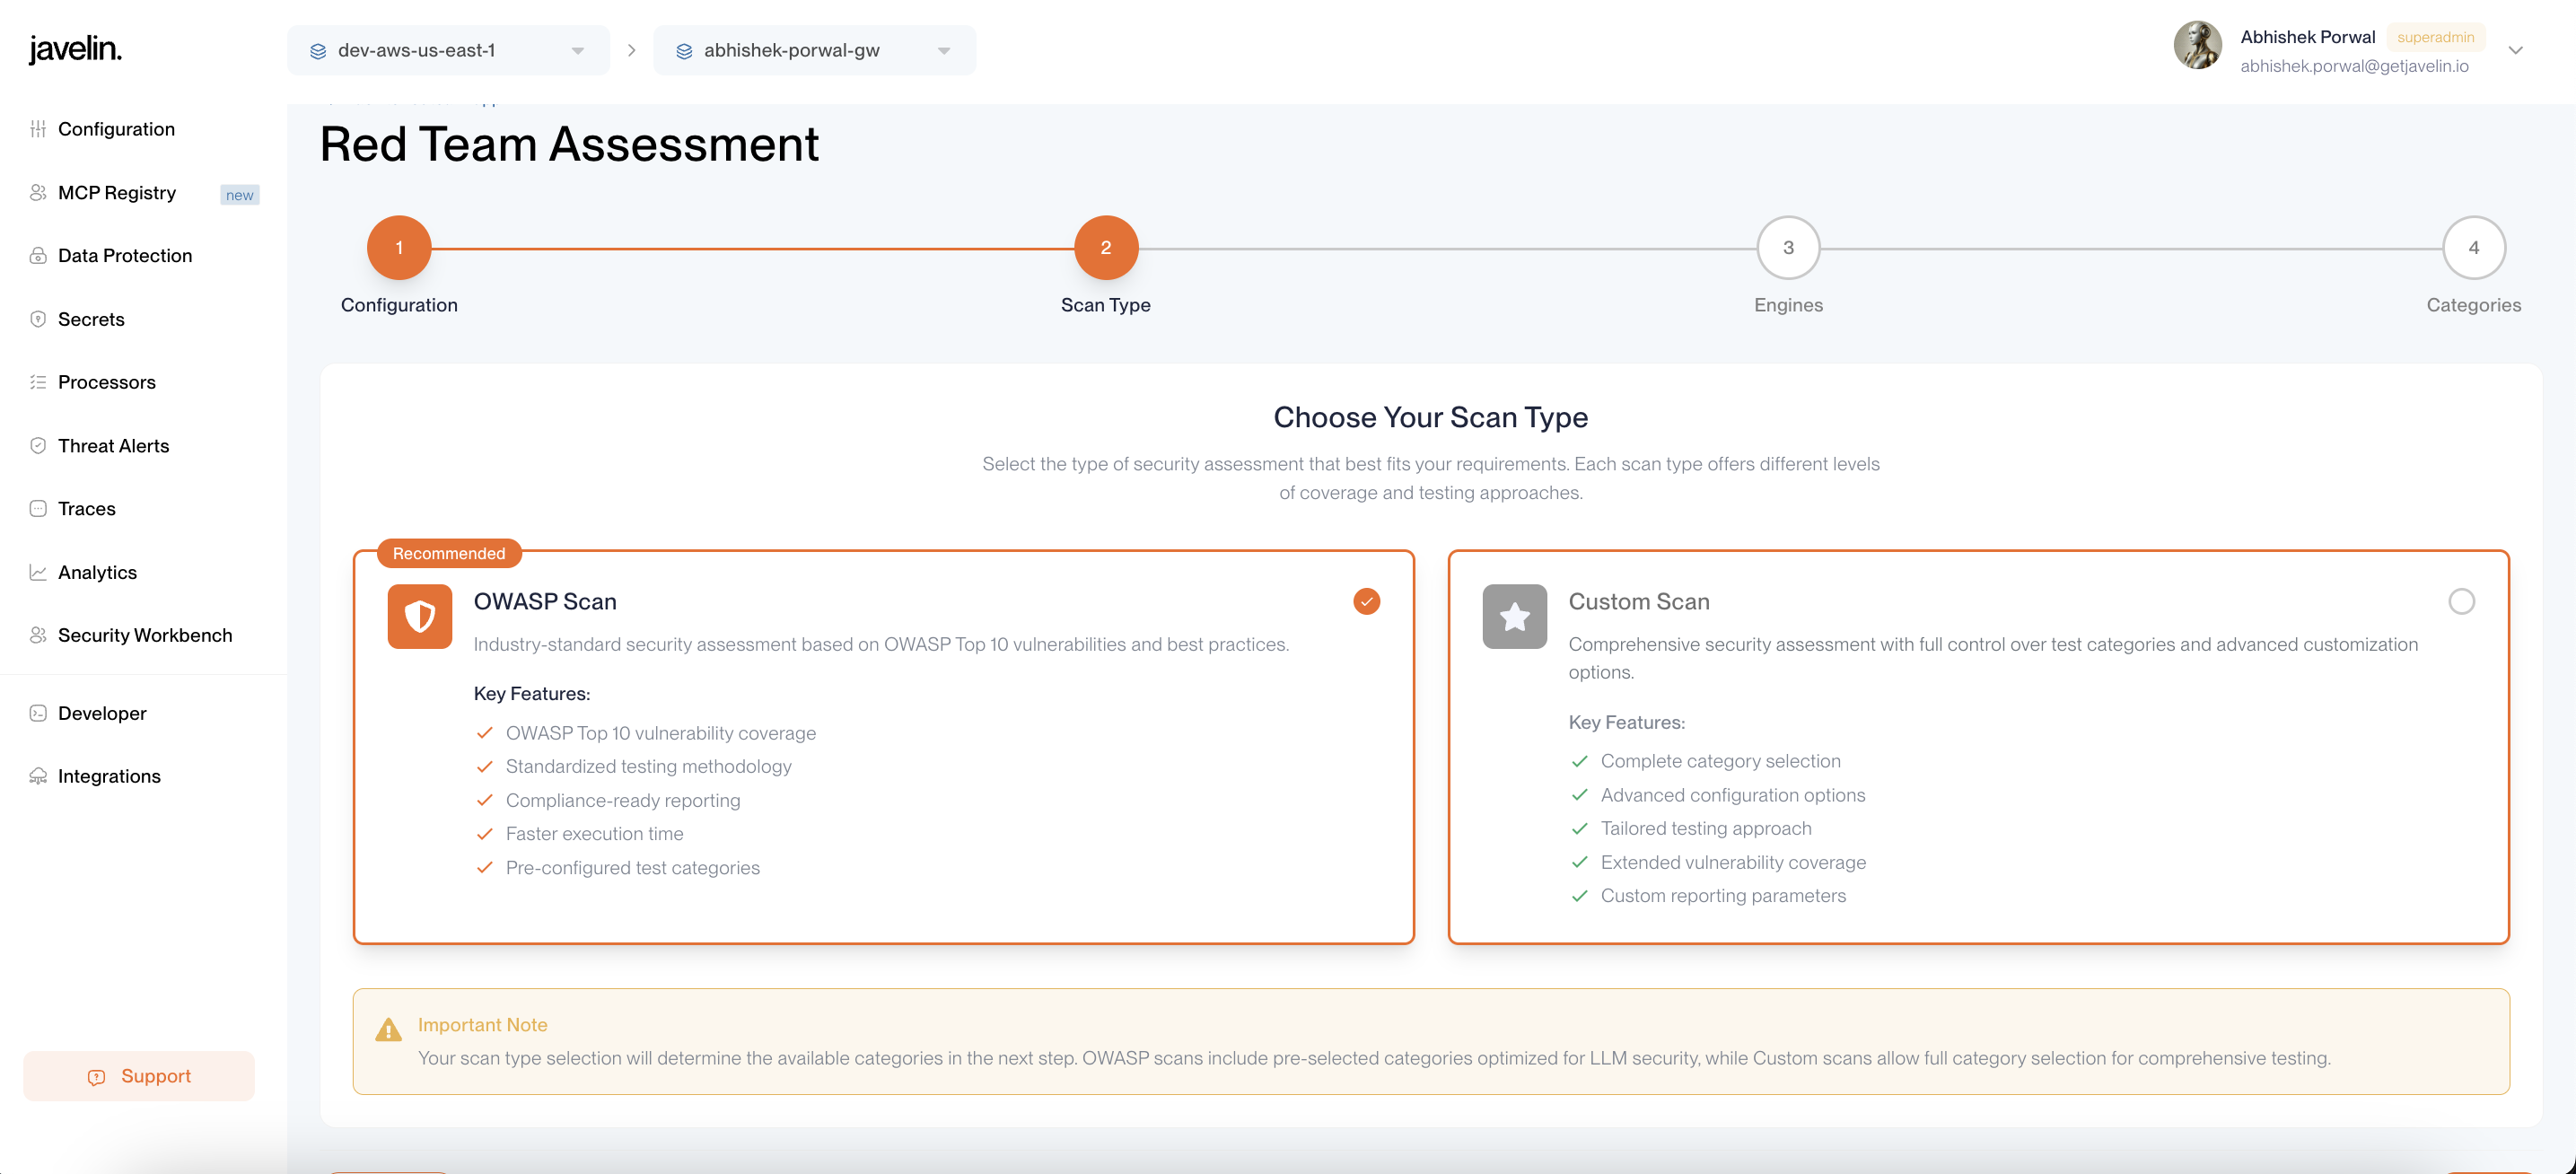 javelin.
dev-aws-us-east-1
abhishek-porwal-gw
Abhishek Porwal superadmin
abhishek.porwal@getjavelin.io
Configuration
MCP Registry new
Data Protection
Secrets
Processors
Threat Alerts
Traces
Analytics
Security Workbench
Developer
Integrations
Support
Red Team Assessment
1 2 3 4
Configuration Scan Type Engines Categories
Choose Your Scan Type
Select the type of security assessment that best fits your requirements. Each scan type offers different levels
of coverage and testing approaches.
Recommended
OWASP Scan
Industry-standard security assessment based on OWASP Top 10 vulnerabilities and best practices.
Key Features:
OWASP Top 10 vulnerability coverage
Standardized testing methodology
Compliance-ready reporting
Faster execution time
Pre-configured test categories
Custom Scan
Comprehensive security assessment with full control over test categories and advanced customization
options.
Key Features:
Complete category selection
Advanced configuration options
Tailored testing approach
Extended vulnerability coverage
Custom reporting parameters
Important Note
Your scan type selection will determine the available categories in the next step. OWASP scans include pre-selected categories optimized for LLM security, while Custom scans allow full category selection for comprehensive testing.